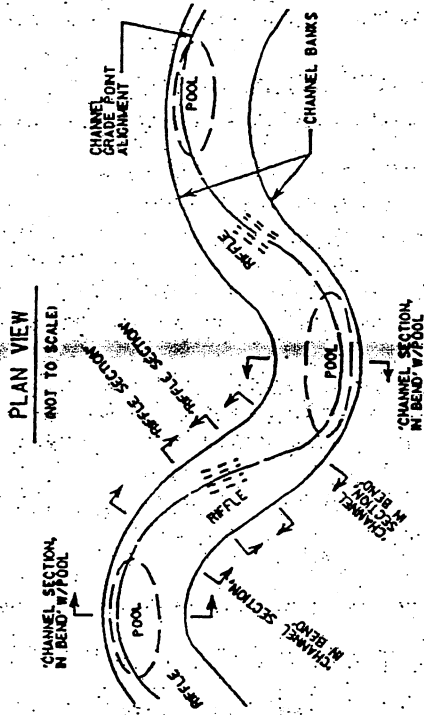 PLAN VIEW
(NOT TO SCALE)
'CHANNEL SECTION,
IN BEND' W/POOL
'RIFFLE SECTION'
'RIFFLE SECTION'
CHANNEL
GRADE POINT
ALIGNMENT
POOL
POOL
RIFFLE
RIFFLE
RIFFLE
POOL
CHANNEL BANKS
'CHANNEL SECTION,
IN BEND'
'CHANNEL
SECTION,
IN BEND'
'CHANNEL SECTION,
IN BEND' W/POOL